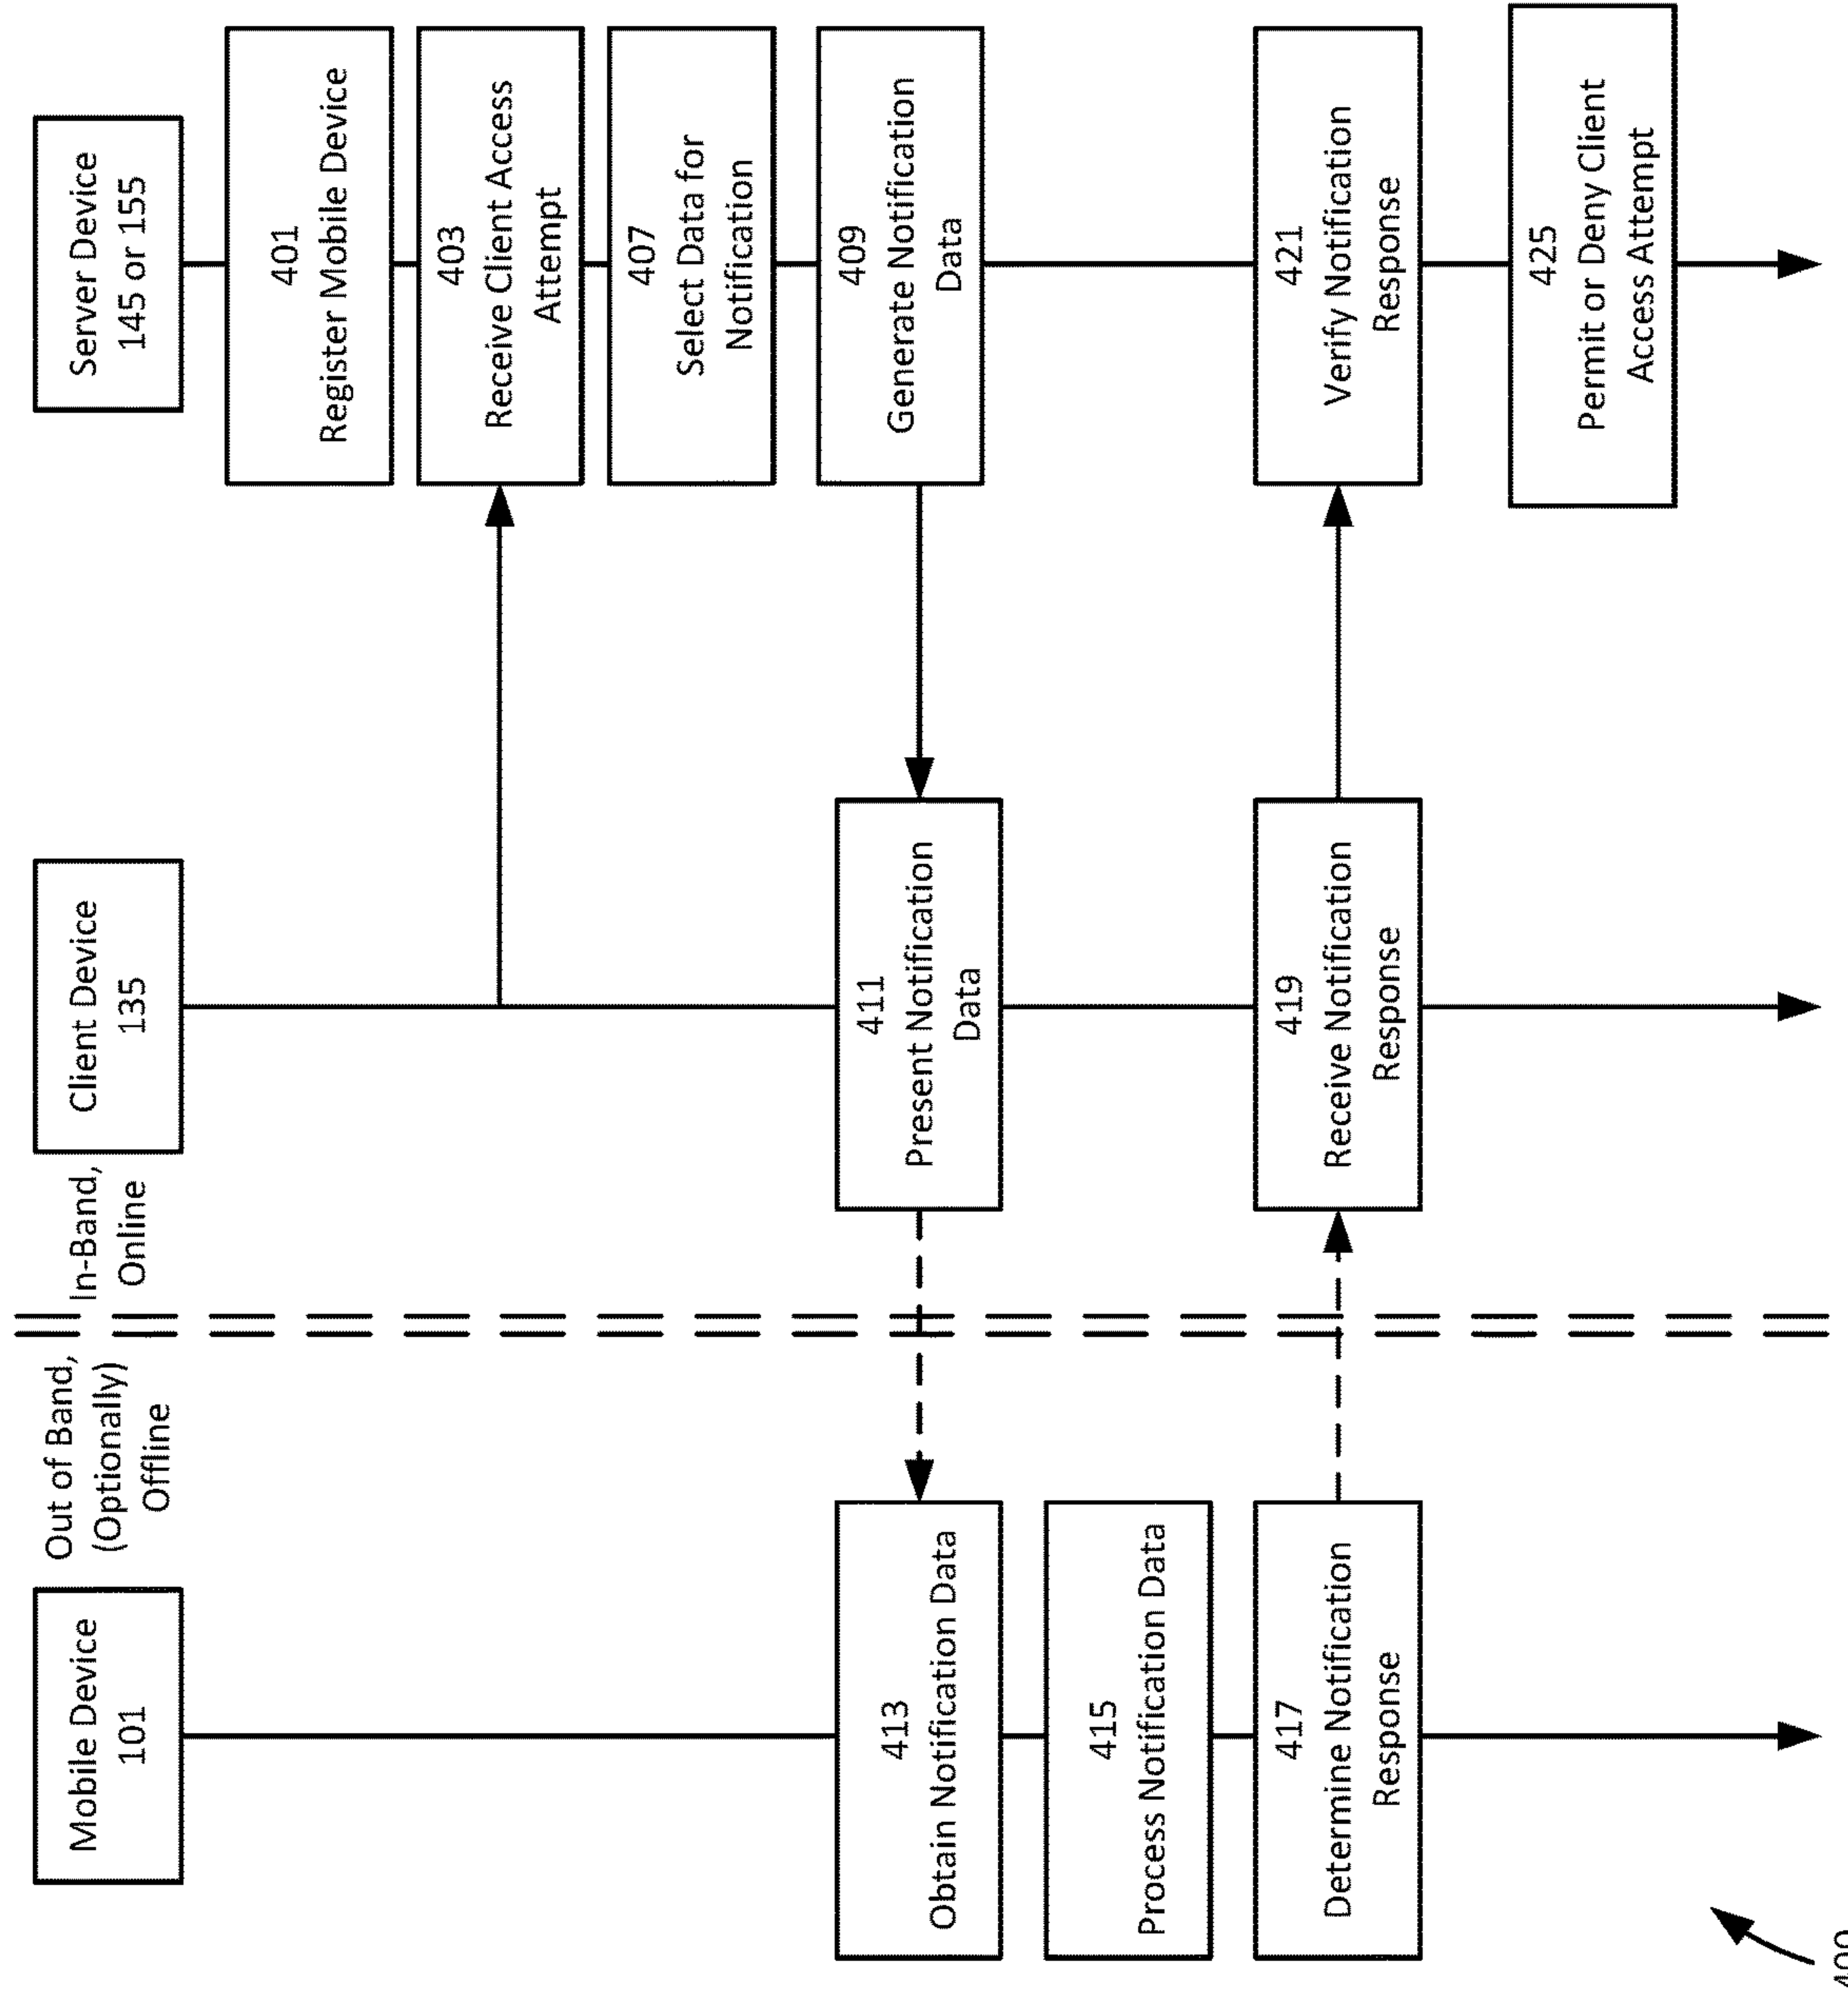 Mobile Device
101
Out of Band,
(Optionally)
Offline
In-Band,
Online
Client Device
135
Server Device
145 or 155
401
Register Mobile Device
403
Receive Client Access
Attempt
407
Select Data for
Notification
409
Generate Notification
Data
411
Present Notification
Data
413
Obtain Notification Data
415
Process Notification Data
417
Determine Notification
Response
419
Receive Notification
Response
421
Verify Notification
Response
425
Permit or Deny Client
Access Attempt